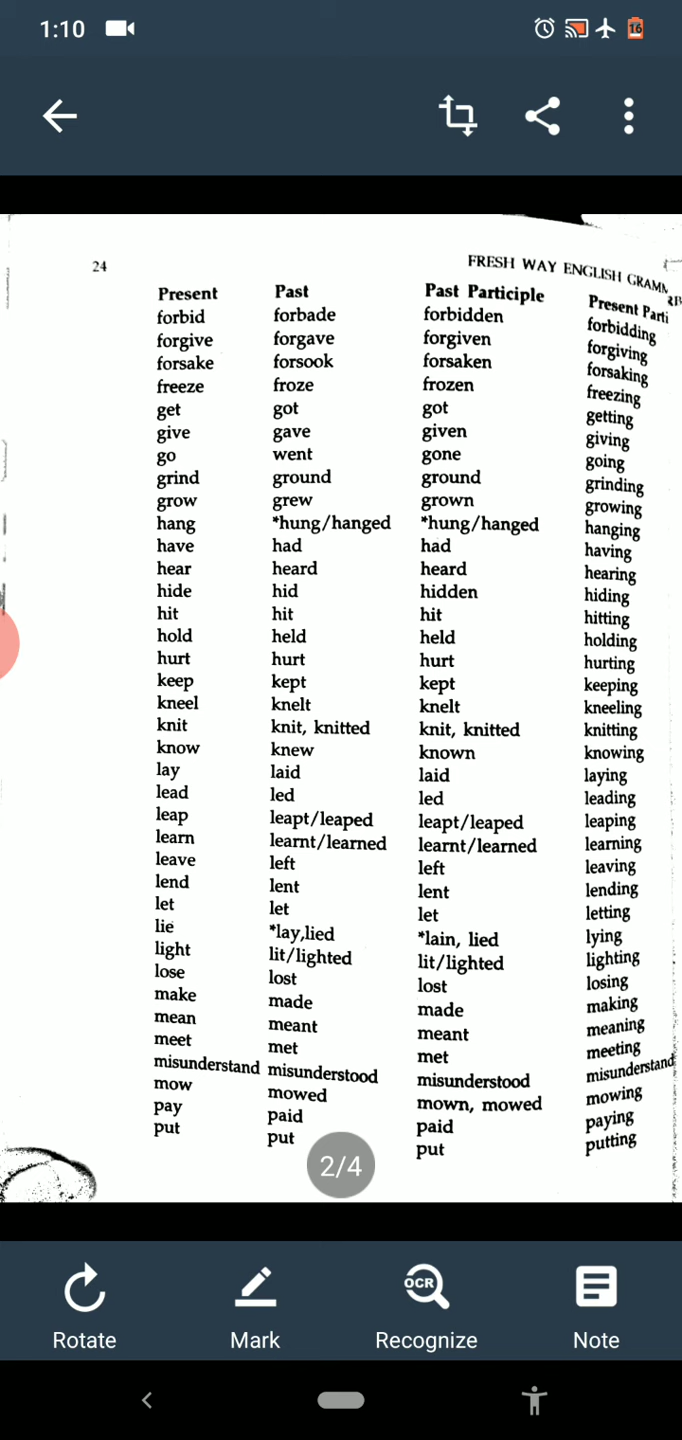 1:10
16
24
FRESH WAY ENGLISH GRAMM
Present Past Past Participle Present Parti
forbid forbade forbidden forbidding
forgive forgave forgiven forgiving
forsake forsook forsaken forsaking
freeze froze frozen freezing
get got got getting
give gave given giving
go went gone going
grind ground ground grinding
grow grew grown growing
hang *hung/hanged *hung/hanged hanging
have had had having
hear heard heard hearing
hide hid hidden hiding
hit hit hit hitting
hold held held holding
hurt hurt hurt hurting
keep kept kept keeping
kneel knelt knelt kneeling
knit knit, knitted knit, knitted knitting
know knew known knowing
lay laid laid laying
lead led led leading
leap leapt/leaped leapt/leaped leaping
learn learnt/learned learnt/learned learning
leave left left leaving
lend lent lent lending
let let let letting
lie *lay,lied *lain, lied lying
light lit/lighted lit/lighted lighting
lose lost lost losing
make made made making
mean meant meant meaning
meet met met meeting
misunderstand misunderstood misunderstood misunderstand
mow mowed mown, mowed mowing
pay paid paid paying
put put put putting
2/4
OCR
Rotate Mark Recognize Note